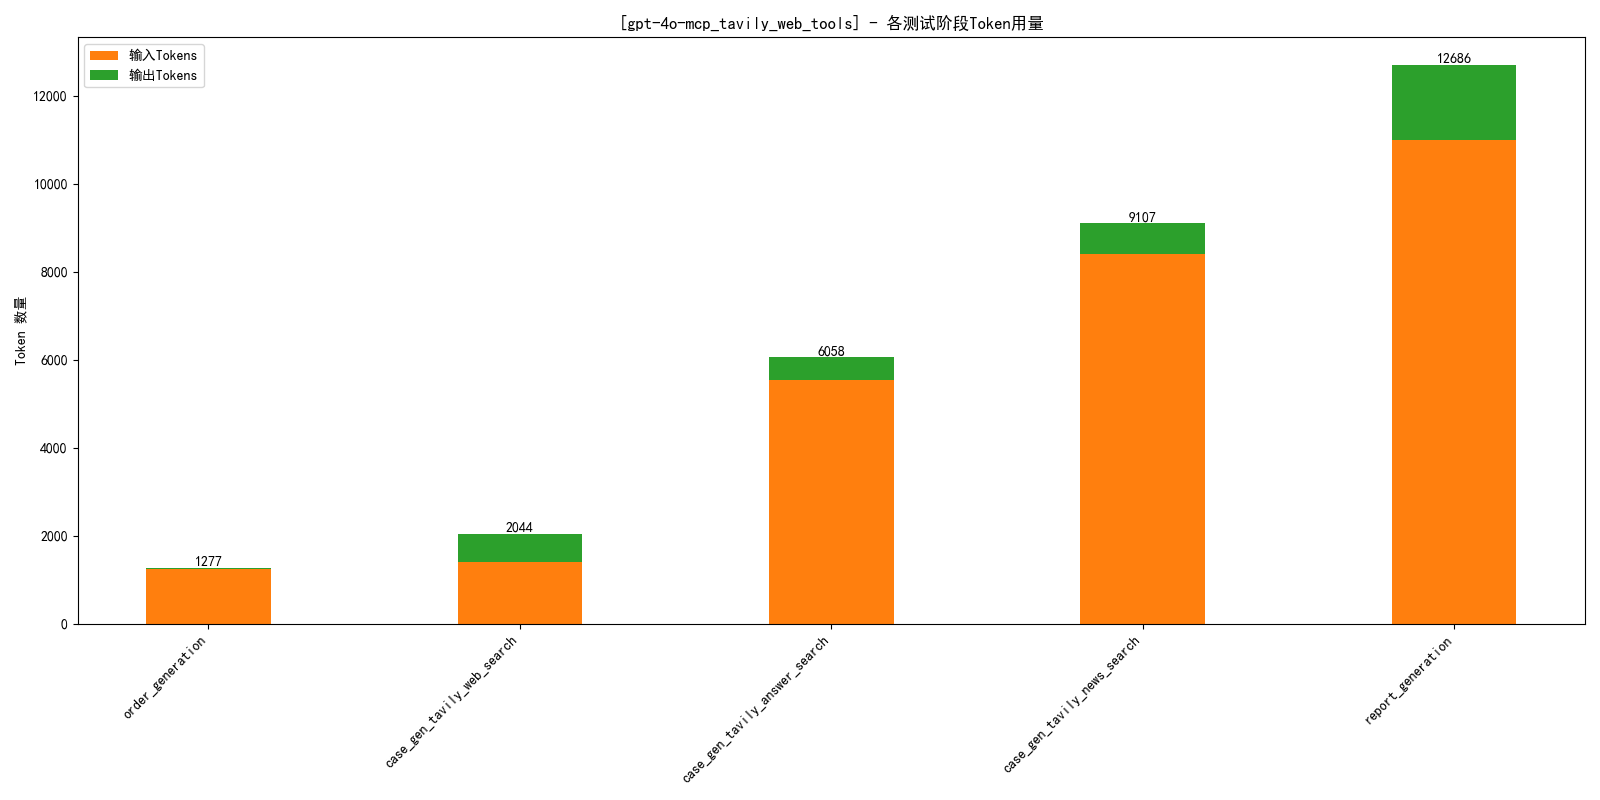 [gpt-4o-mcp_tavily_web_tools] - 各测试阶段Token用量
输入Tokens
输出Tokens
Token 数量
12000
10000
8000
6000
4000
2000
0
1277
2044
6058
9107
12686
order_generation
case_gen_tavily_web_search
case_gen_tavily_answer_search
case_gen_tavily_news_search
report_generation